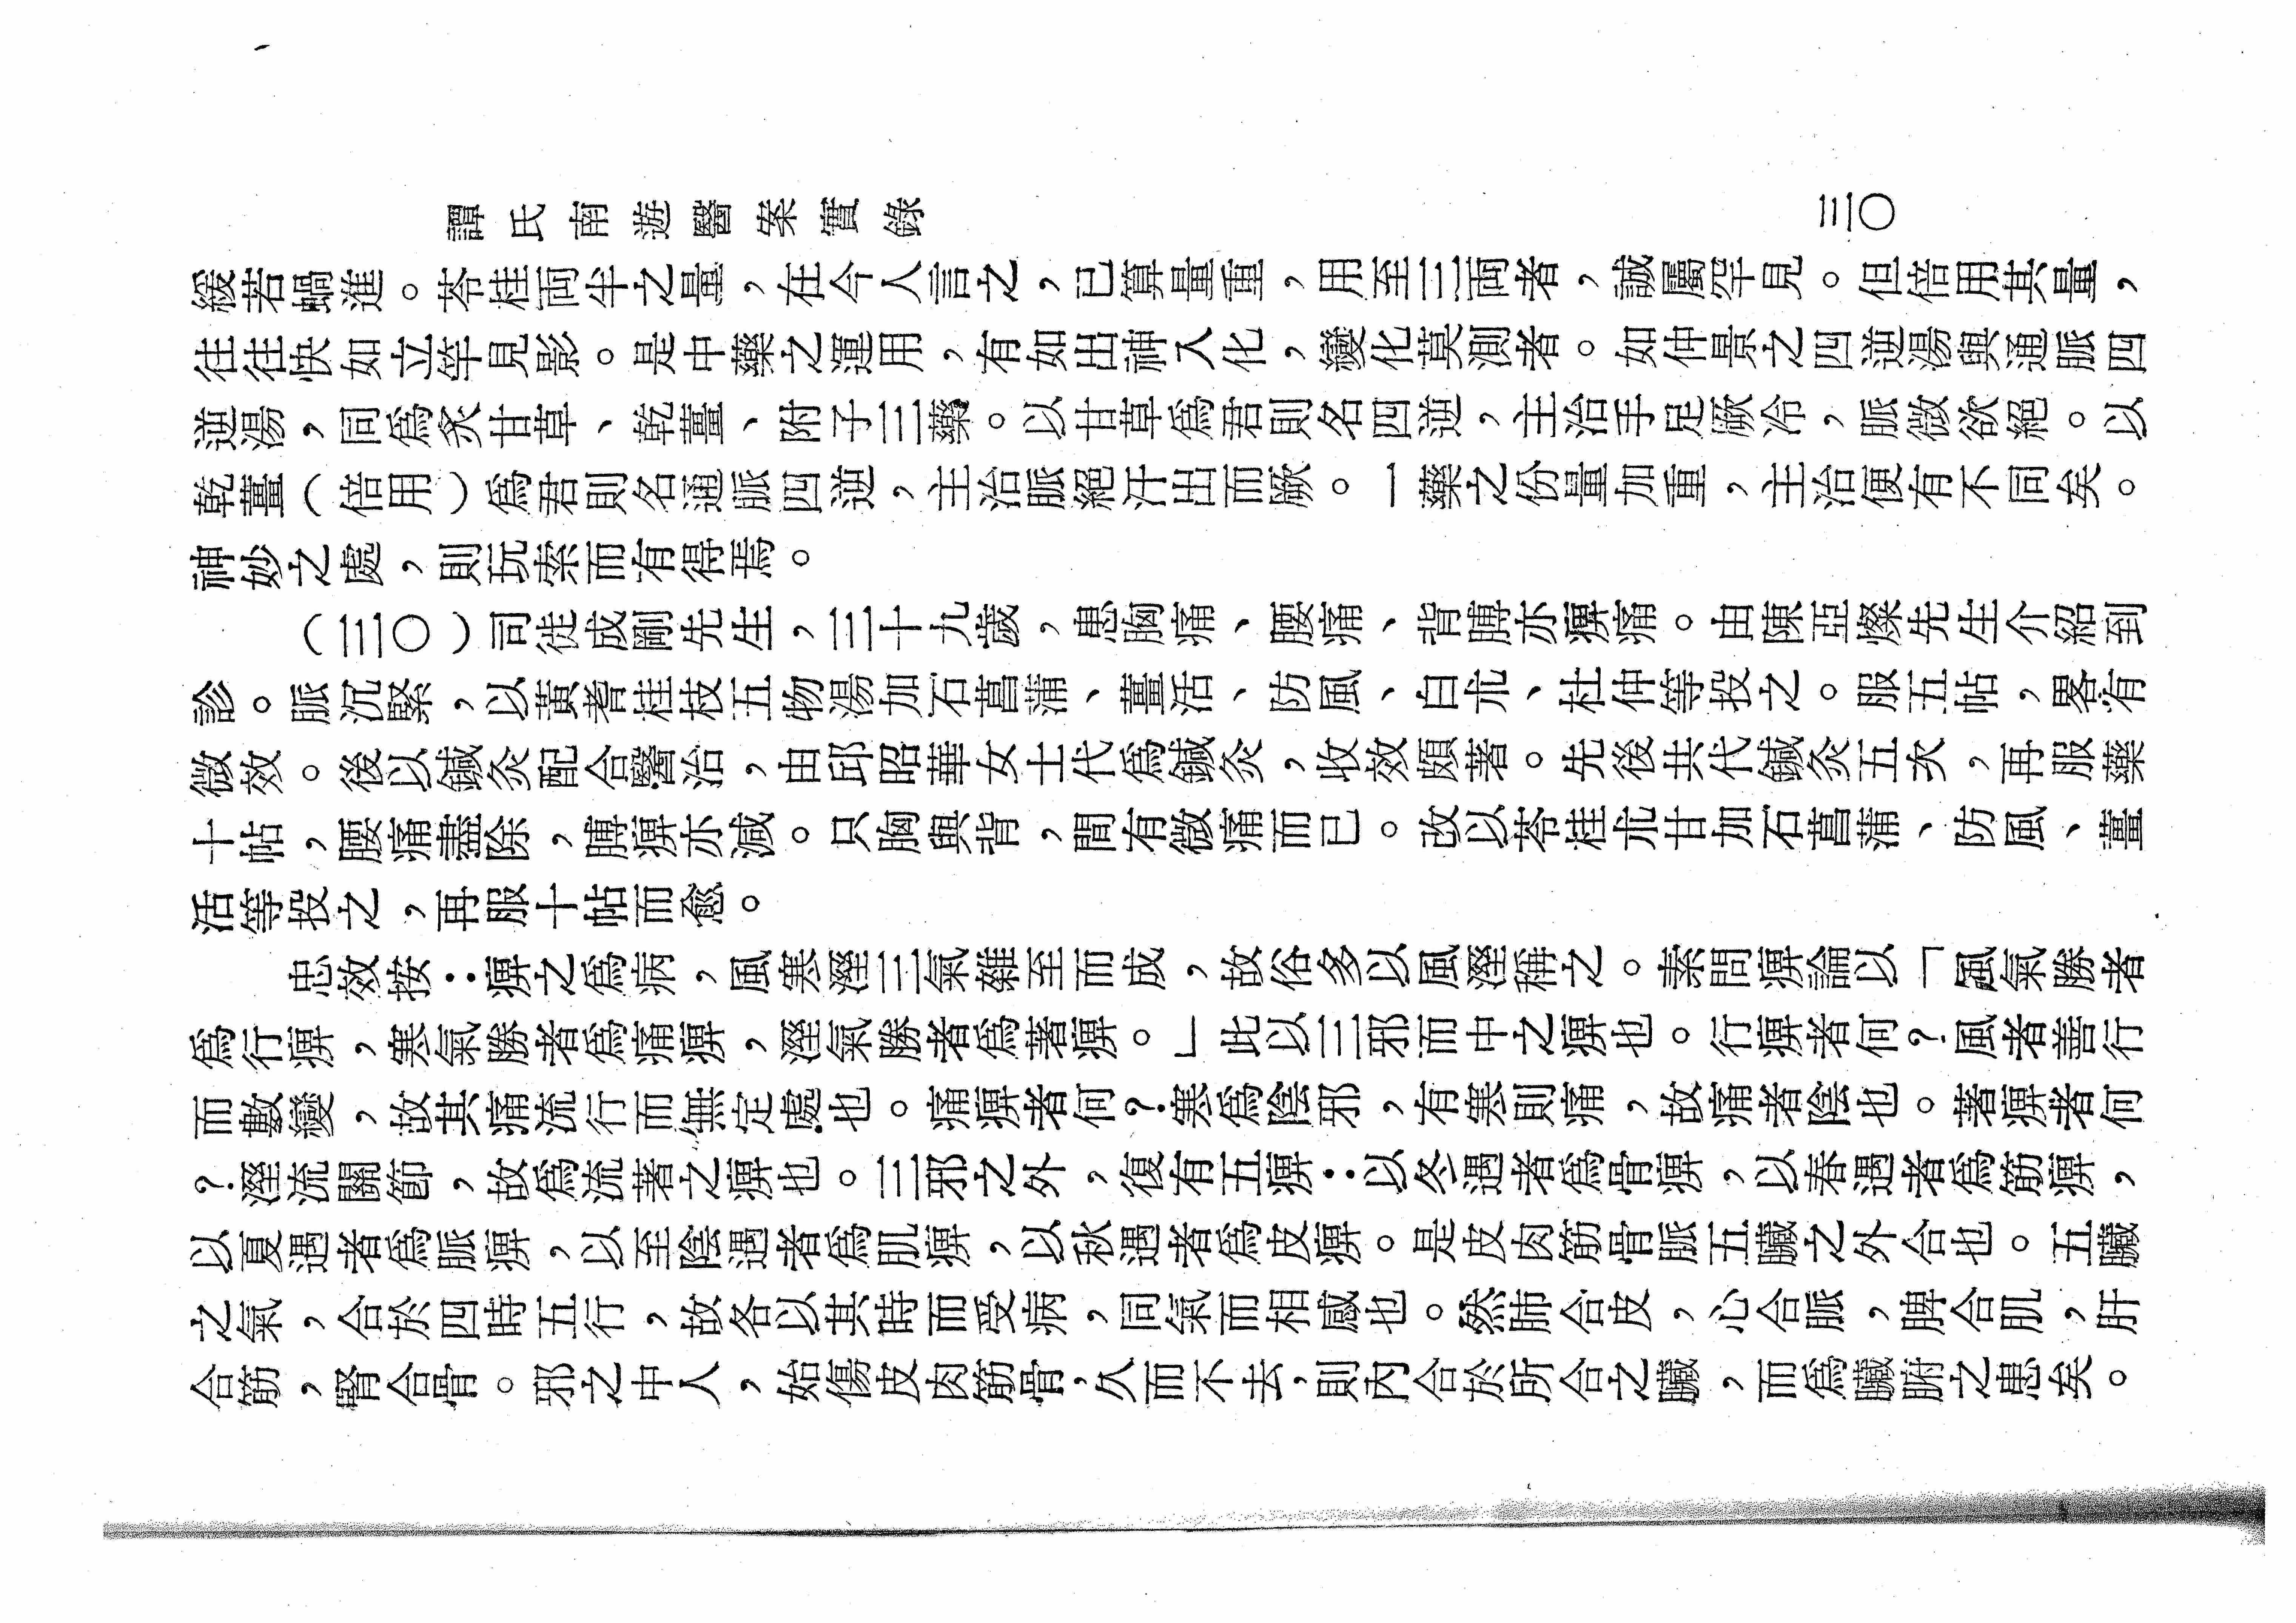 譚氏南遊醫案實錄
三〇
緩若蝸進。苓桂両半之量，在今人言之，已算量重，用至三両者，誠屬罕見。但倍用其量，
往往快如立竿見影。是中藥之運用，有如出神入化，變化莫測者。如仲景之四逆湯與通脈四
逆湯，同爲炙甘草、乾薑、附子三藥。以甘草爲君則名四逆，主治手足厥冷，脈微欲絕。以
乾薑（倍用）爲君則名通脈四逆，主治脈絕汗出而厥。一藥之份量加重，主治便有不同矣。
神妙之處，則玩索而有得焉。
（三〇）司徒成剛先生，三十九歲，患胸痛、腰痛、背膊亦痹痛。由陳亞燦先生介紹到
診。脈沉緊，以黃耆桂枝五物湯加石菖蒲、薑活、防風、白朮、杜仲等投之。服五帖，畧有
微效。後以鍼灸配合醫治，由邱昭華女士代爲鍼灸，收效頗著。先後共代鍼灸五次，再服藥
十帖，腰痛盡除，膊痹亦減。只胸與背，間有微痛而已。改以苓桂朮甘加石菖蒲、防風、薑
活等投之，再服十帖而愈。
忠效按：痹之爲病，風寒溼三氣雜至而成，故俗多以風溼稱之。素問痹論以「風氣勝者
爲行痹，寒氣勝者爲痛痹，溼氣勝者爲著痹。」此以三邪而中之痹也。行痹者何？風者善行
而數變，故其痛流行而無定處也。痛痹者何？寒爲陰邪，有寒則痛，故痛者陰也。著痹者何
？溼流關節，故爲流著之痹也。三邪之外，復有五痹：以冬遇者爲骨痹，以春遇者爲筋痹，
以夏遇者爲脈痹，以至陰遇者爲肌痹，以秋遇者爲皮痹。是皮肉筋骨脈五臟之外合也。五臟
之氣，合於四時五行，故各以其時而受病，同氣而相感也。然肺合皮，心合脈，脾合肌，肝
合筋，腎合骨。邪之中人，始傷皮肉筋骨，久而不去，則內合於所合之臟，而爲臟腑之患矣。